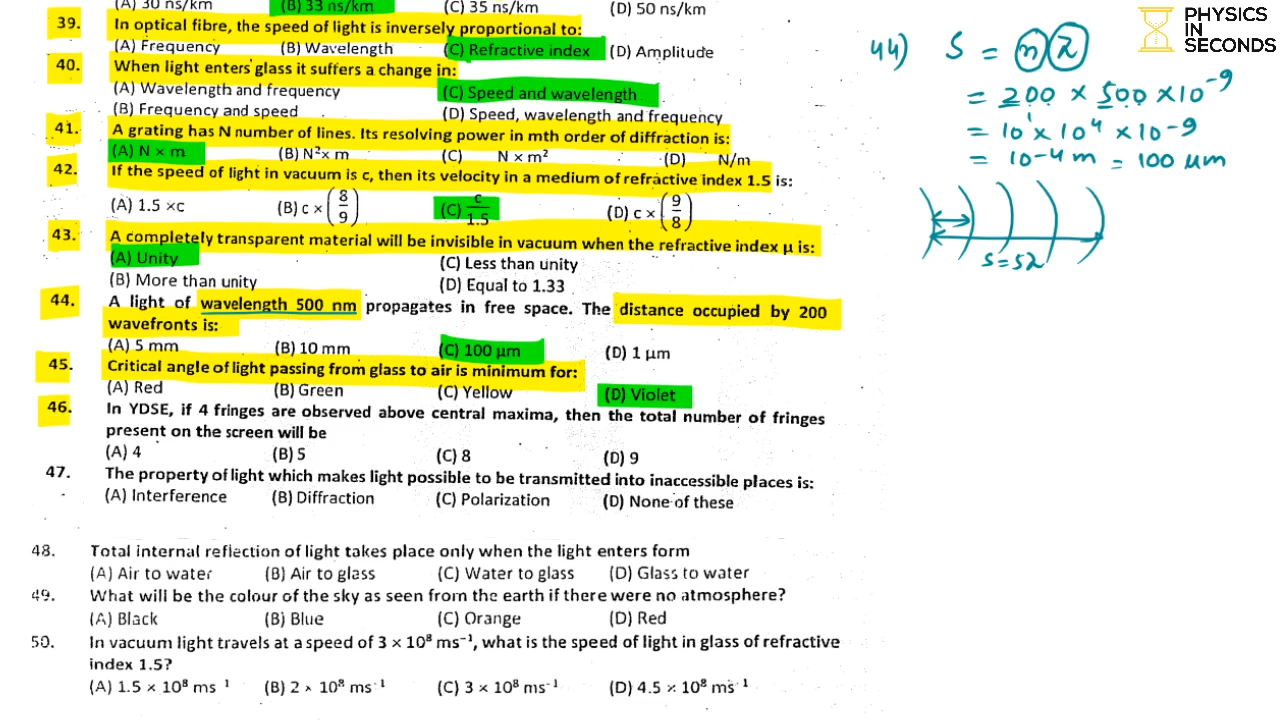 (A) 30 ns/km (B) 33 ns/km (C) 35 ns/km (D) 50 ns/km
39. In optical fibre, the speed of light is inversely proportional to:
(A) Frequency (B) Wavelength (C) Refractive index (D) Amplitude
40. When light enters glass it suffers a change in:
(A) Wavelength and frequency (C) Speed and wavelength
(B) Frequency and speed (D) Speed, wavelength and frequency
41. A grating has N number of lines. Its resolving power in mth order of diffraction is:
(A) N × m (B) N²× m (C) N × m² (D) N/m
42. If the speed of light in vacuum is c, then its velocity in a medium of refractive index 1.5 is:
(A) 1.5 ×c (B) c × (8/9) (C) c/1.5 (D) c × (9/8)
43. A completely transparent material will be invisible in vacuum when the refractive index μ is:
(A) Unity (C) Less than unity
(B) More than unity (D) Equal to 1.33
44. A light of wavelength 500 nm propagates in free space. The distance occupied by 200
wavefronts is:
(A) 5 mm (B) 10 mm (C) 100 μm (D) 1 μm
45. Critical angle of light passing from glass to air is minimum for:
(A) Red (B) Green (C) Yellow (D) Violet
46. In YDSE, if 4 fringes are observed above central maxima, then the total number of fringes
present on the screen will be
(A) 4 (B) 5 (C) 8 (D) 9
47. The property of light which makes light possible to be transmitted into inaccessible places is:
(A) Interference (B) Diffraction (C) Polarization (D) None of these
48. Total internal reflection of light takes place only when the light enters form
(A) Air to water (B) Air to glass (C) Water to glass (D) Glass to water
49. What will be the colour of the sky as seen from the earth if there were no atmosphere?
(A) Black (B) Blue (C) Orange (D) Red
50. In vacuum light travels at a speed of 3 × 10⁸ ms⁻¹, what is the speed of light in glass of refractive
index 1.5?
(A) 1.5 × 10⁸ ms⁻¹ (B) 2 × 10⁸ ms⁻¹ (C) 3 × 10⁸ ms⁻¹ (D) 4.5 × 10⁸ ms⁻¹
PHYSICS
IN
SECONDS
44) S = n λ
= 200 × 500 × 10⁻⁹
= 10¹ × 10⁴ × 10⁻⁹
= 10⁻⁴ m = 100 μm
S = 5λ